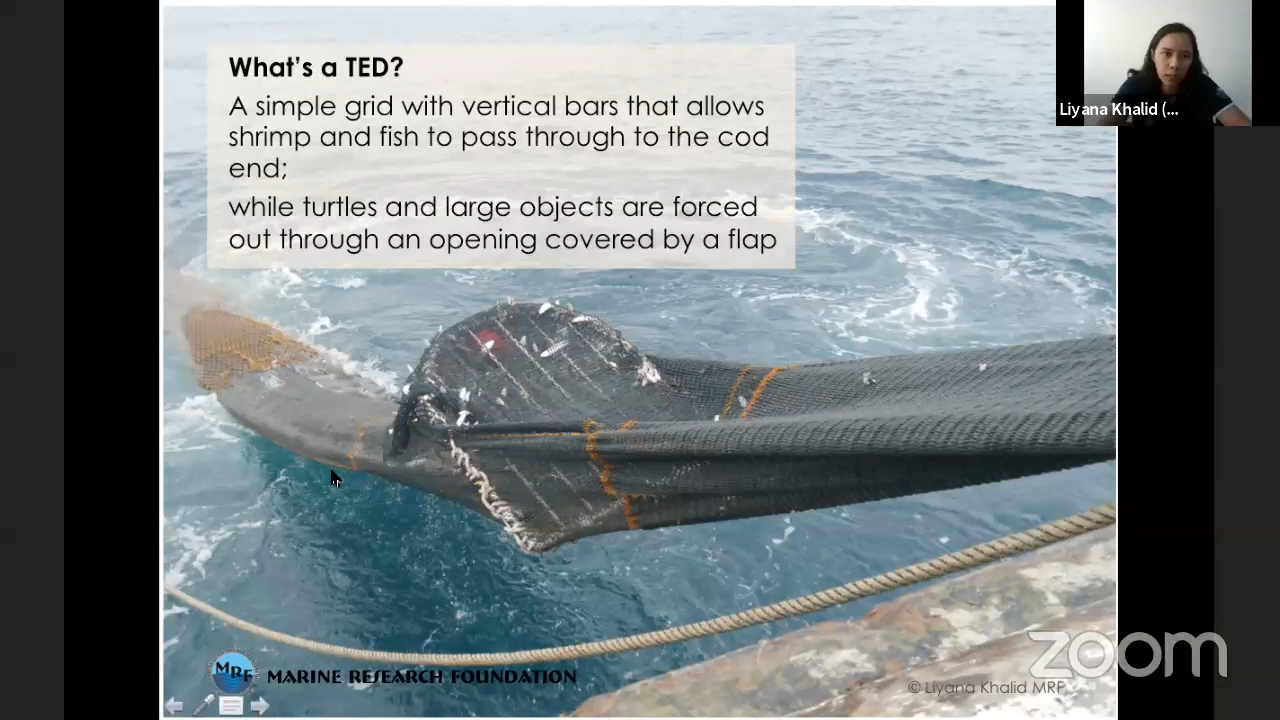 What's a TED?
A simple grid with vertical bars that allows
shrimp and fish to pass through to the cod
end;
while turtles and large objects are forced
out through an opening covered by a flap
Liyana Khalid (...
MRF MARINE RESEARCH FOUNDATION
© Liyana Khalid MRF
zoom